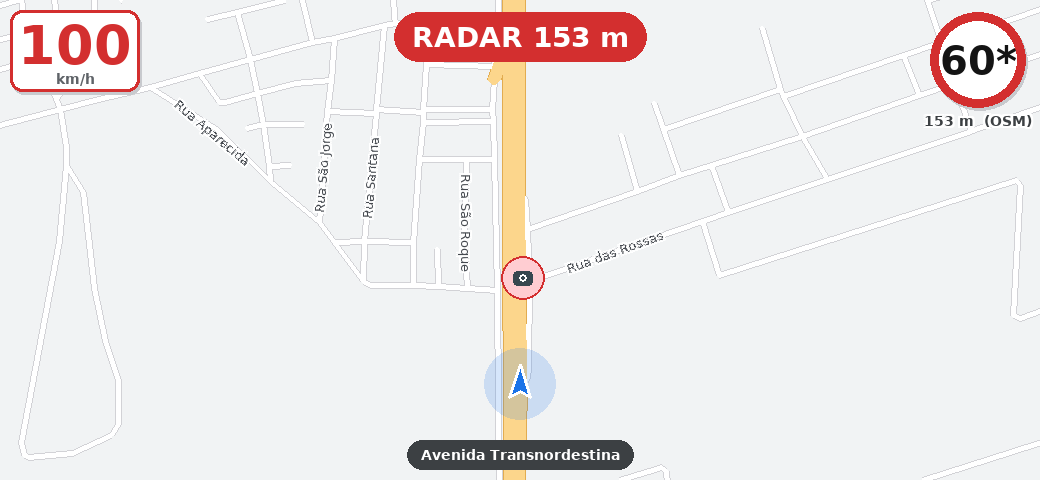 100
km/h
RADAR 153 m
60*
153 m (OSM)
Rua Aparecida
Rua São Jorge
Rua Santana
Rua São Roque
Rua das Rossas
Avenida Transnordestina